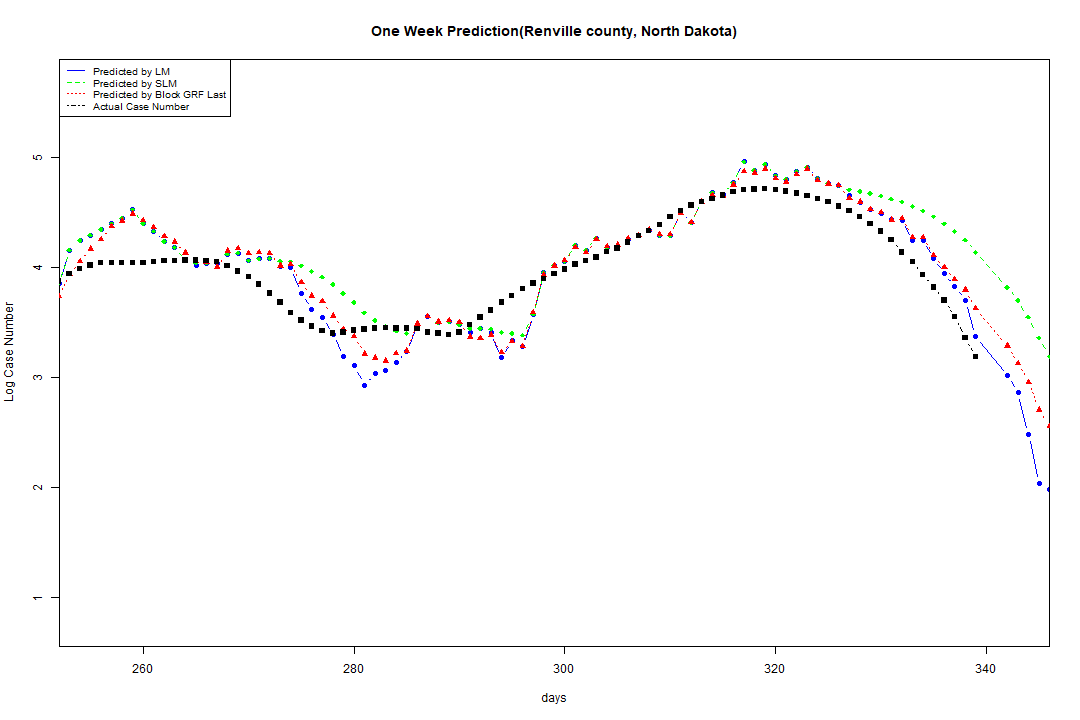 One Week Prediction(Renville county, North Dakota)
Predicted by LM
Predicted by SLM
Predicted by Block GRF Last
Actual Case Number
5
4
3
2
1
Log Case Number
260 280 300 320 340
days